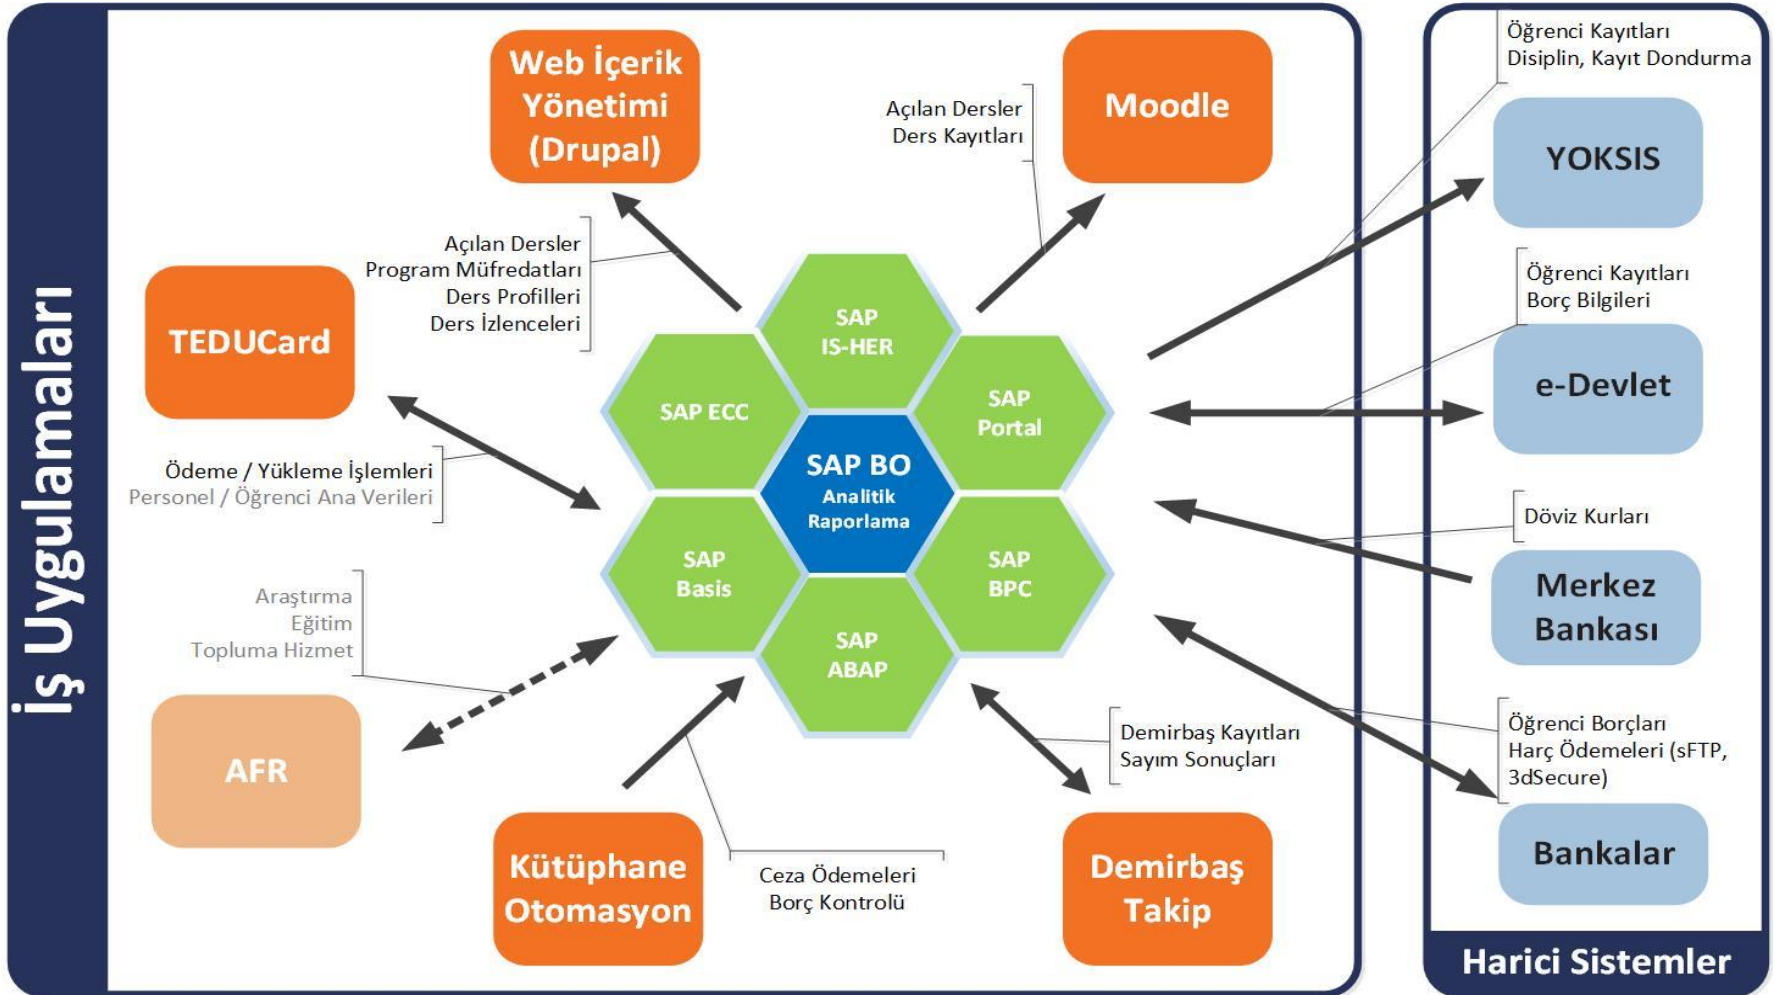 İş Uygulamaları
Web İçerik
Yönetimi
(Drupal)
Açılan Dersler
Ders Kayıtları
Moodle
Açılan Dersler
Program Müfredatları
Ders Profilleri
Ders İzlenceleri
TEDUCard
Ödeme / Yükleme İşlemleri
Personel / Öğrenci Ana Verileri
SAP
IS-HER
SAP ECC
SAP
Portal
SAP BO
Analitik
Raporlama
SAP
Basis
SAP
BPC
SAP
ABAP
Araştırma
Eğitim
Topluma Hizmet
AFR
Kütüphane
Otomasyon
Ceza Ödemeleri
Borç Kontrolü
Demirbaş Kayıtları
Sayım Sonuçları
Demirbaş
Takip
Öğrenci Kayıtları
Disiplin, Kayıt Dondurma
YOKSIS
Öğrenci Kayıtları
Borç Bilgileri
e-Devlet
Döviz Kurları
Merkez
Bankası
Öğrenci Borçları
Harç Ödemeleri (sFTP,
3dSecure)
Bankalar
Harici Sistemler